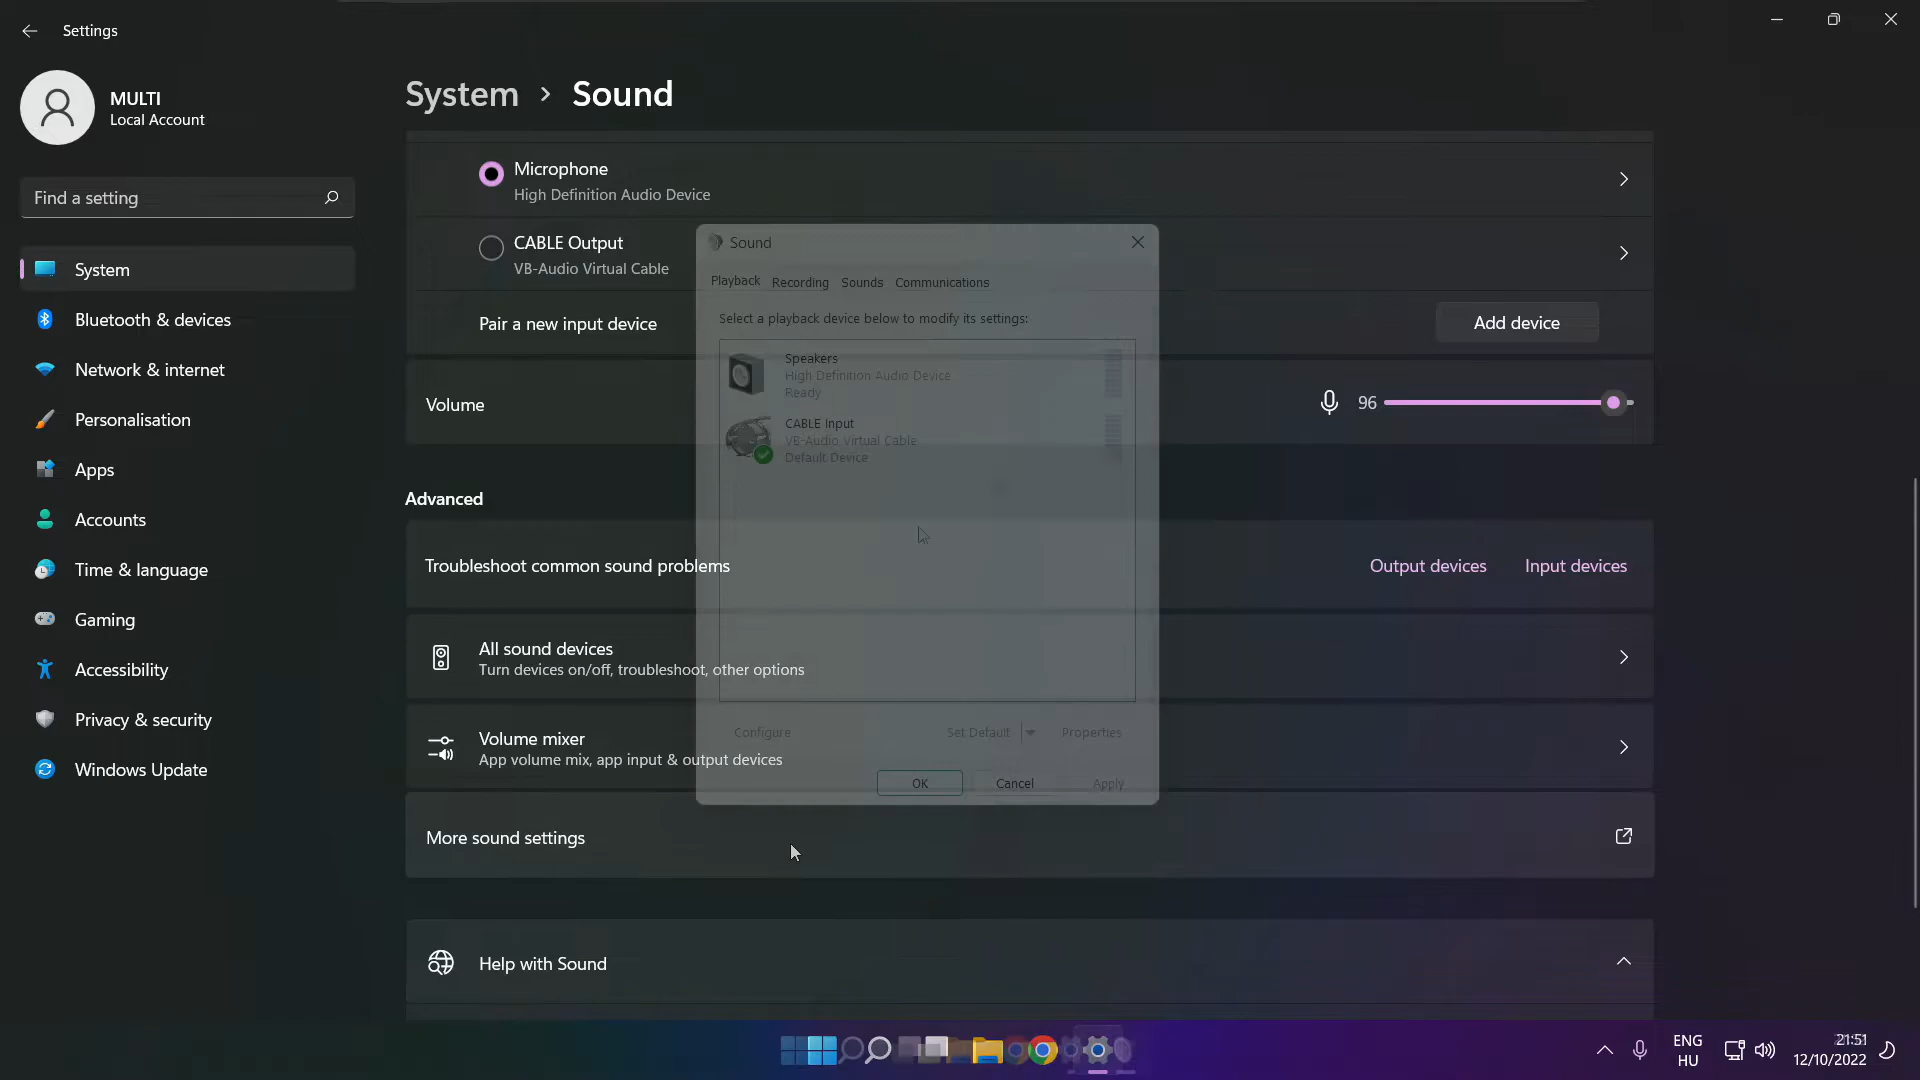 Settings
MULTI
Local Account
Find a setting
System
Bluetooth & devices
Network & internet
Personalisation
Apps
Accounts
Time & language
Gaming
Accessibility
Privacy & security
Windows Update
System > Sound
Microphone
High Definition Audio Device
CABLE Output
VB-Audio Virtual Cable
Pair a new input device
Add device
Volume
96
Advanced
Troubleshoot common sound problems
Output devices
Input devices
All sound devices
Turn devices on/off, troubleshoot, other options
Volume mixer
App volume mix, app input & output devices
More sound settings
Help with Sound
Sound
Playback Recording Sounds Communications
Select a playback device below to modify its settings:
Speakers
High Definition Audio Device
Ready
CABLE Input
VB-Audio Virtual Cable
Default Device
Configure
Set Default
Properties
OK
Cancel
Apply
ENG
HU
21:51
12/10/2022